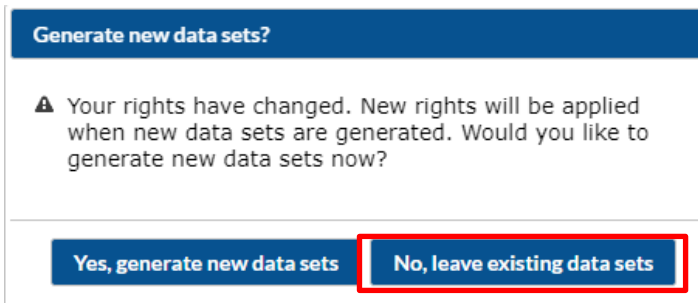 Generate new data sets?
Your rights have changed. New rights will be applied
when new data sets are generated. Would you like to
generate new data sets now?
Yes, generate new data sets
No, leave existing data sets